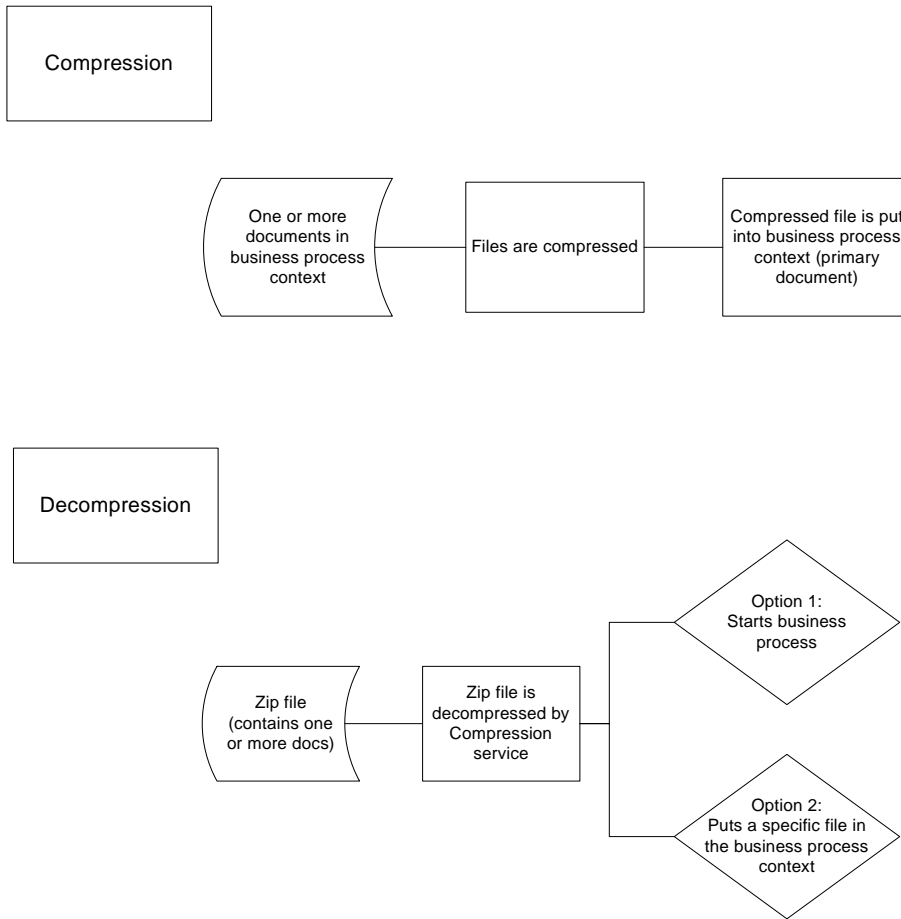 Compression
One or more
documents in
business process
context
Files are compressed
Compressed file is put
into business process
context (primary
document)
Decompression
Zip file
(contains one
or more docs)
Zip file is
decompressed by
Compression
service
Option 1:
Starts business
process
Option 2:
Puts a specific file in
the business process
context